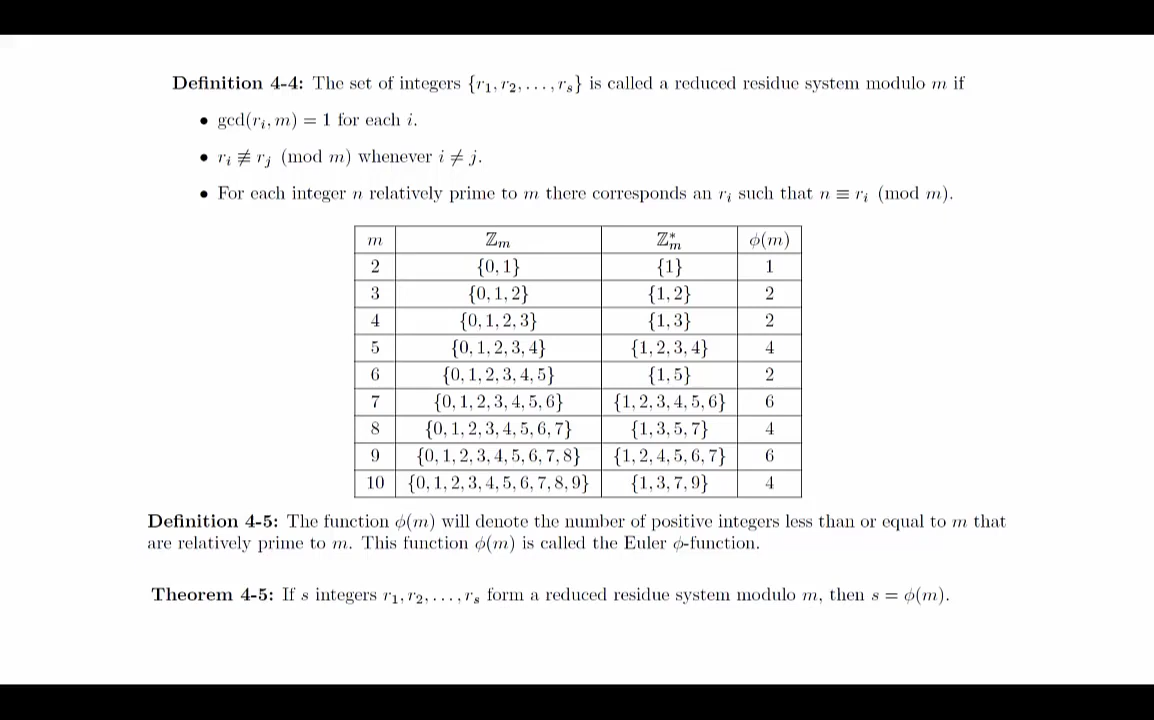 Definition 4-4: The set of integers {r₁, r₂, . . . , rₛ} is called a reduced residue system modulo m if
• gcd(rᵢ, m) = 1 for each i.
• rᵢ ≢ rⱼ (mod m) whenever i ≠ j.
• For each integer n relatively prime to m there corresponds an rᵢ such that n ≡ rᵢ (mod m).
m ℤₘ ℤ*ₘ ϕ(m)
2 {0, 1} {1} 1
3 {0, 1, 2} {1, 2} 2
4 {0, 1, 2, 3} {1, 3} 2
5 {0, 1, 2, 3, 4} {1, 2, 3, 4} 4
6 {0, 1, 2, 3, 4, 5} {1, 5} 2
7 {0, 1, 2, 3, 4, 5, 6} {1, 2, 3, 4, 5, 6} 6
8 {0, 1, 2, 3, 4, 5, 6, 7} {1, 3, 5, 7} 4
9 {0, 1, 2, 3, 4, 5, 6, 7, 8} {1, 2, 4, 5, 6, 7} 6
10 {0, 1, 2, 3, 4, 5, 6, 7, 8, 9} {1, 3, 7, 9} 4
Definition 4-5: The function ϕ(m) will denote the number of positive integers less than or equal to m that
are relatively prime to m. This function ϕ(m) is called the Euler ϕ-function.
Theorem 4-5: If s integers r₁, r₂, . . . , rₛ form a reduced residue system modulo m, then s = ϕ(m).